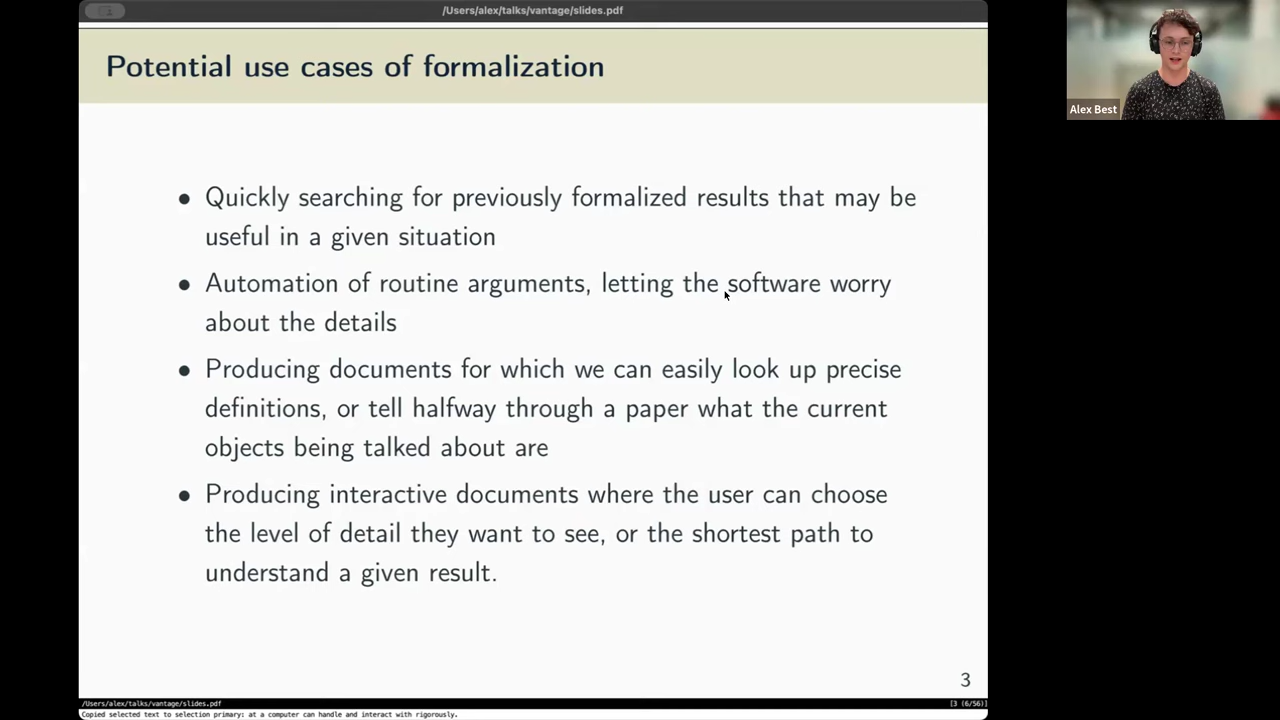 /Users/alex/talks/vantage/slides.pdf
Potential use cases of formalization
Alex Best
• Quickly searching for previously formalized results that may be
useful in a given situation
• Automation of routine arguments, letting the software worry
about the details
• Producing documents for which we can easily look up precise
definitions, or tell halfway through a paper what the current
objects being talked about are
• Producing interactive documents where the user can choose
the level of detail they want to see, or the shortest path to
understand a given result.
3
/Users/alex/talks/vantage/slides.pdf [3 (6/56)]
Copied selected text to selection primary: at a computer can handle and interact with rigorously.